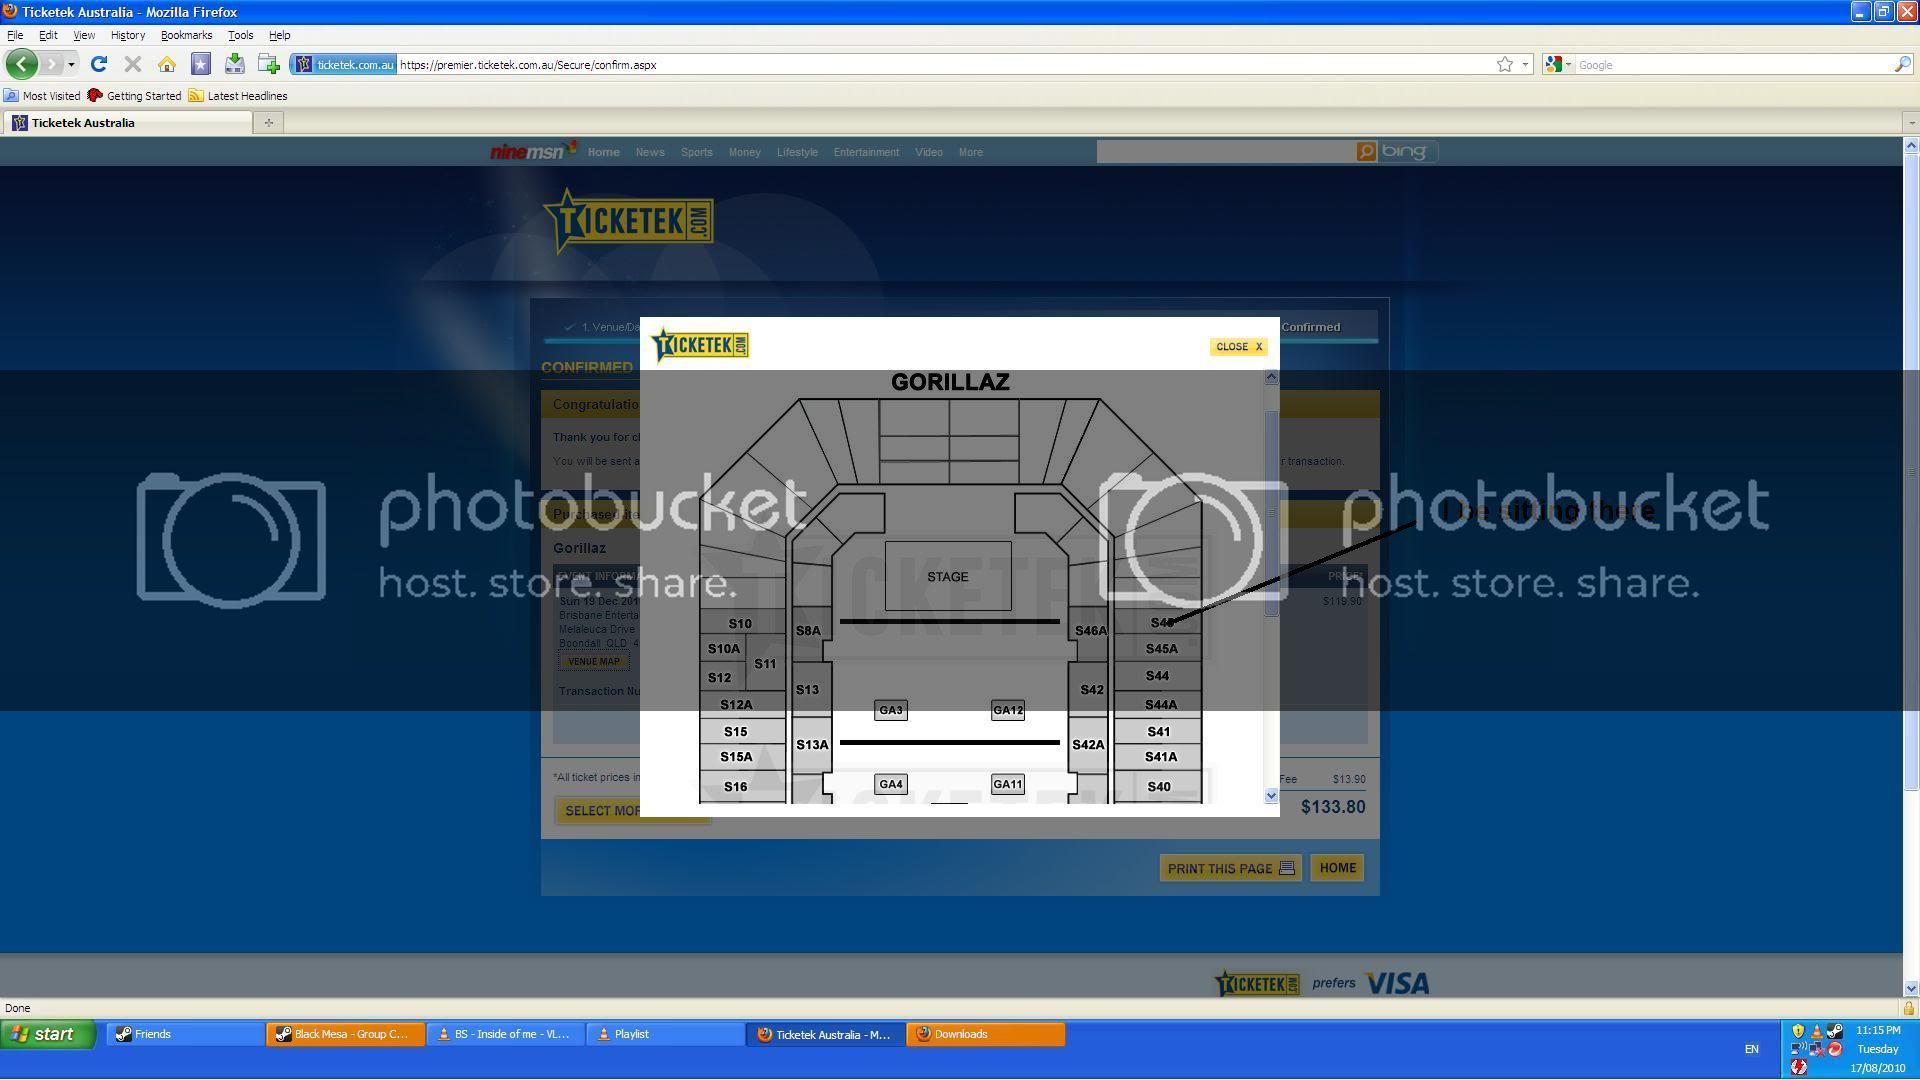 Ticketek Australia - Mozilla Firefox
File Edit View History Bookmarks Tools Help
ticketek.com.au https://premier.ticketek.com.au/Secure/confirm.aspx Google
Most Visited Getting Started Latest Headlines
Ticketek Australia
ninemsn Home News Sports Money Lifestyle Entertainment Video More bing
TICKETEK.COM
1. Venue/Da Confirmed
TICKETEK.COM CLOSE X
CONFIRMED
GORILLAZ
Congratulatio
Thank you for cl
You will be sent a r transaction.
photobucket photobucket
I be sitting there
Purchased Ite
Gorillaz
EVENT INFORMA PRICE*
host. store. share. host. store. share.
STAGE
TICKETEK.COM
Sun 19 Dec 201 $119.90
Brisbane Enterta
Melaleuca Drive
Boondall QLD 4
VENUE MAP
Transaction Nu
S10 S8A S46A
S10A S11 S45A
S12 S13 S42 S44
S12A GA3 GA12 S44A
S15 S13A S42A S41
S15A S41A
S16 GA4 GA11 S40
*All ticket prices in Fee $13.90
SELECT MOR $133.80
PRINT THIS PAGE HOME
TICKETEK.COM prefers VISA
Done
start Friends Black Mesa - Group C... BS - Inside of me - VL... Playlist Ticketek Australia - M... Downloads
EN
11:15 PM
Tuesday
17/08/2010